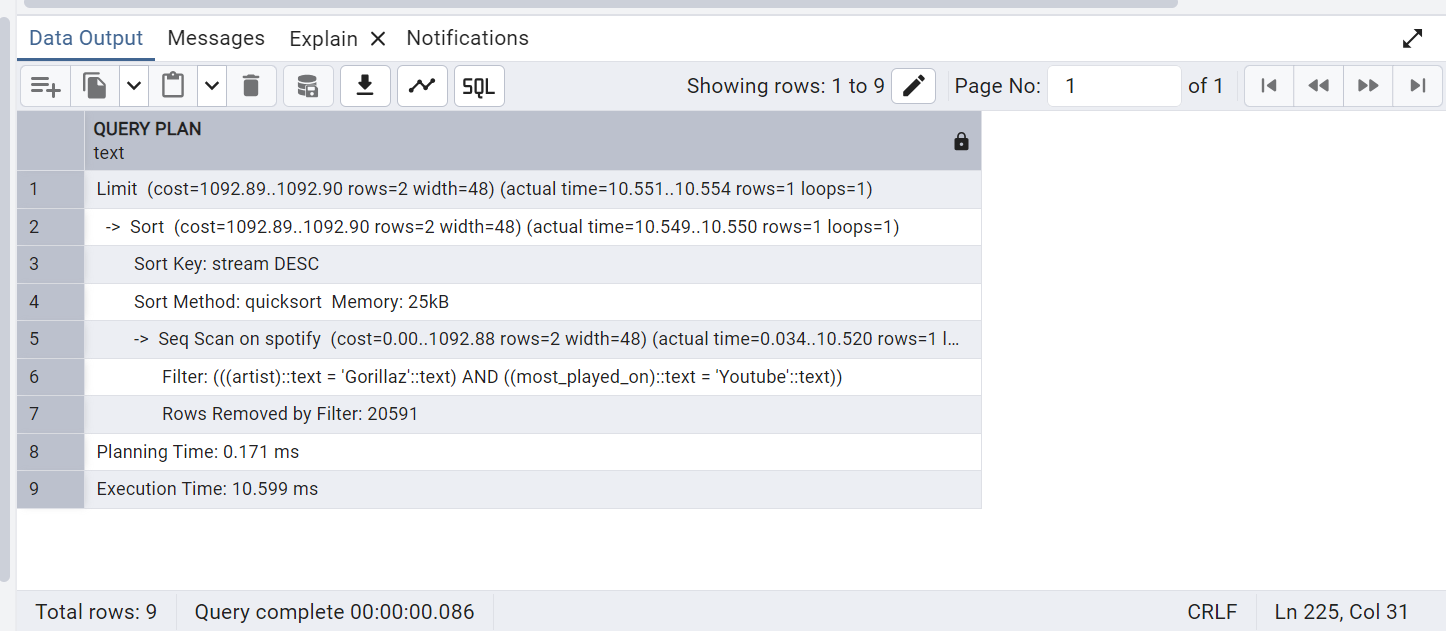 Data Output Messages Explain Notifications
SQL Showing rows: 1 to 9 Page No: 1 of 1
QUERY PLAN
text
1 Limit (cost=1092.89..1092.90 rows=2 width=48) (actual time=10.551..10.554 rows=1 loops=1)
2 -> Sort (cost=1092.89..1092.90 rows=2 width=48) (actual time=10.549..10.550 rows=1 loops=1)
3 Sort Key: stream DESC
4 Sort Method: quicksort Memory: 25kB
5 -> Seq Scan on spotify (cost=0.00..1092.88 rows=2 width=48) (actual time=0.034..10.520 rows=1 l...
6 Filter: (((artist)::text = 'Gorillaz'::text) AND ((most_played_on)::text = 'Youtube'::text))
7 Rows Removed by Filter: 20591
8 Planning Time: 0.171 ms
9 Execution Time: 10.599 ms
Total rows: 9 Query complete 00:00:00.086 CRLF Ln 225, Col 31